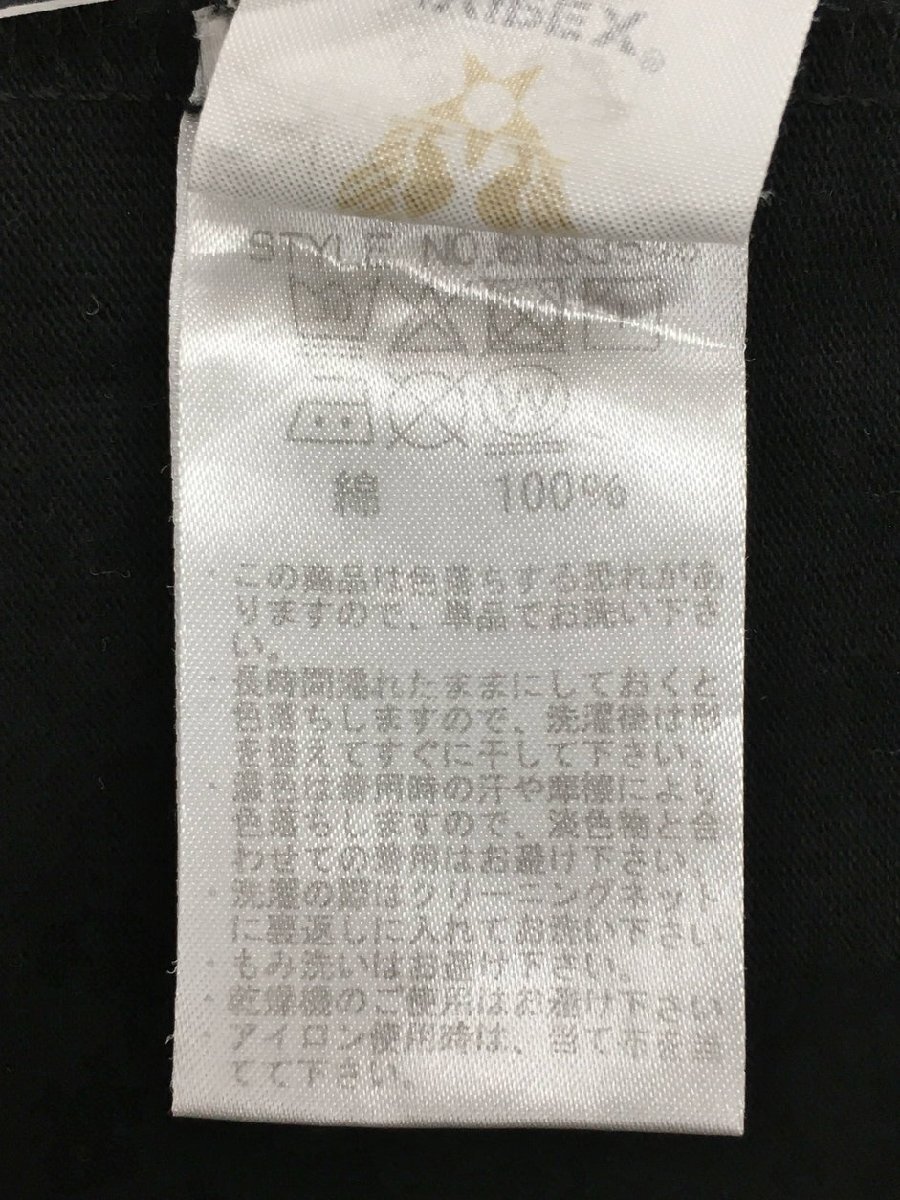 STYLE NO.
綿 100%
・この商品は色落ちする恐れがあ
りますので、単品でお洗い下さ
い。
・長時間濡れたままにしておくと
色落ちしますので、洗濯後は形
を整えてすぐに干して下さい。
・濃色は着用時の汗や摩擦により
色落ちしますので、淡色物と合
わせての着用はお避け下さい。
・洗濯の際はクリーニングネット
に裏返しに入れてお洗い下さい
・もみ洗いはお避け下さい。
・乾燥機のご使用はお避け下さい
・アイロン使用時は、当て布を当
てて下さい。